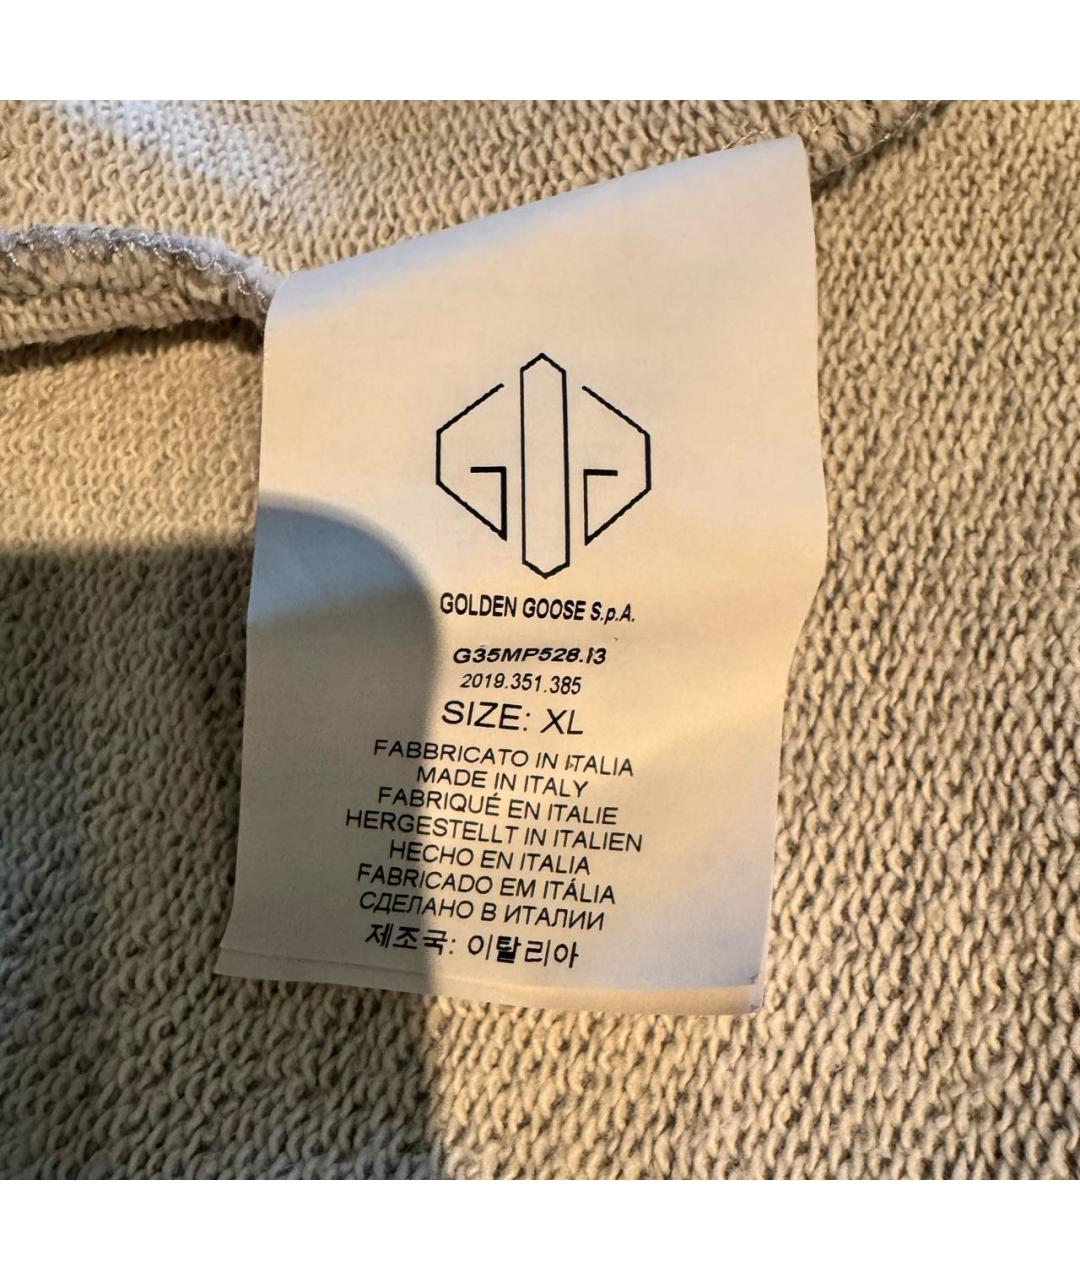 GOLDEN GOOSE S.p.A.
G35MP528.I3
2019.351.385
SIZE: XL
FABBRICATO IN ITALIA
MADE IN ITALY
FABRIQUÉ EN ITALIE
HERGESTELLT IN ITALIEN
HECHO EN ITALIA
FABRICADO EM ITÁLIA
СДЕЛАНО В ИТАЛИИ
제조국: 이탈리아